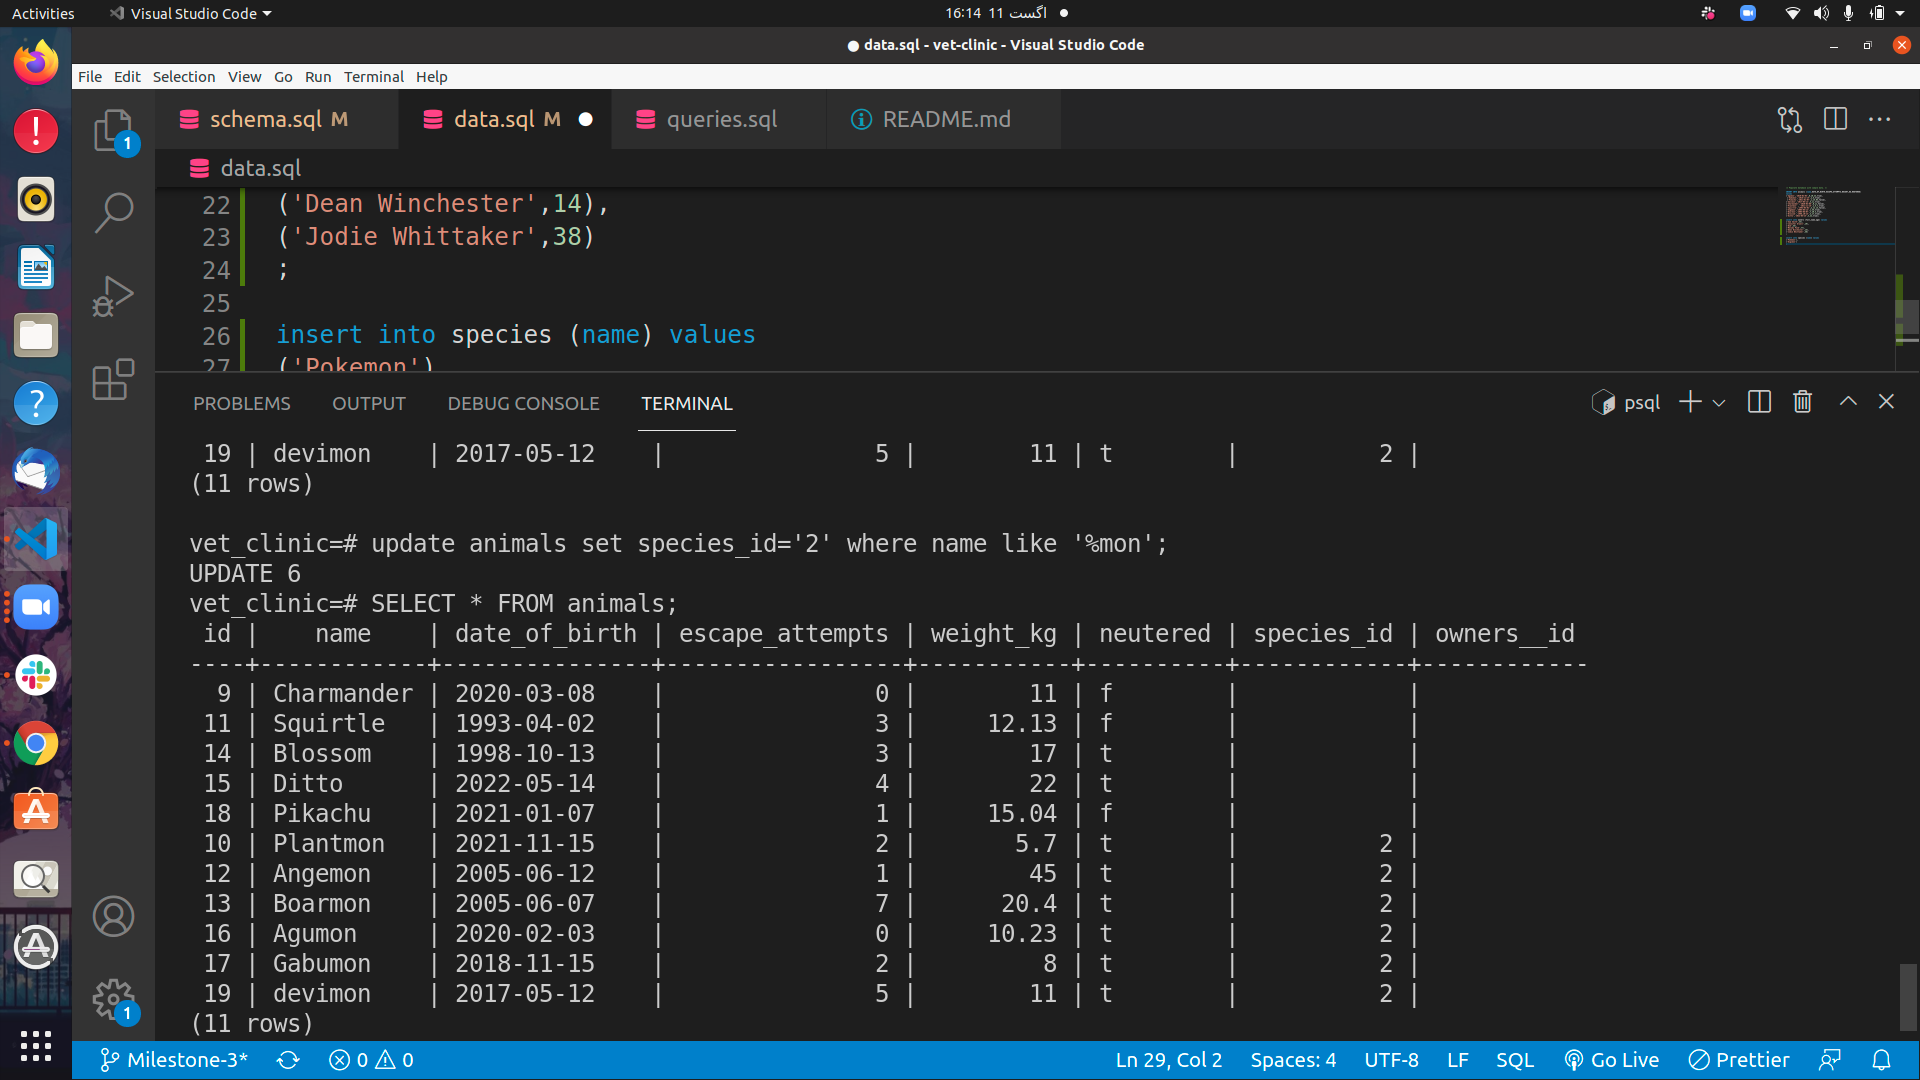 Activities
Visual Studio Code
16:14 11 اگست
● data.sql - vet-clinic - Visual Studio Code
File Edit Selection View Go Run Terminal Help
schema.sql M
data.sql M
queries.sql
README.md
data.sql
22 ('Dean Winchester',14),
23 ('Jodie Whittaker',38)
24 ;
25
26 insert into species (name) values
27 ('Pokemon')
PROBLEMS OUTPUT DEBUG CONSOLE TERMINAL
psql
19 | devimon | 2017-05-12 | 5 | 11 | t | 2 |
(11 rows)
vet_clinic=# update animals set species_id='2' where name like '%mon';
UPDATE 6
vet_clinic=# SELECT * FROM animals;
id | name | date_of_birth | escape_attempts | weight_kg | neutered | species_id | owners__id
----+------------+---------------+-----------------+-----------+----------+------------+------------
9 | Charmander | 2020-03-08 | 0 | 11 | f | |
11 | Squirtle | 1993-04-02 | 3 | 12.13 | f | |
14 | Blossom | 1998-10-13 | 3 | 17 | t | |
15 | Ditto | 2022-05-14 | 4 | 22 | t | |
18 | Pikachu | 2021-01-07 | 1 | 15.04 | f | |
10 | Plantmon | 2021-11-15 | 2 | 5.7 | t | 2 |
12 | Angemon | 2005-06-12 | 1 | 45 | t | 2 |
13 | Boarmon | 2005-06-07 | 7 | 20.4 | t | 2 |
16 | Agumon | 2020-02-03 | 0 | 10.23 | t | 2 |
17 | Gabumon | 2018-11-15 | 2 | 8 | t | 2 |
19 | devimon | 2017-05-12 | 5 | 11 | t | 2 |
(11 rows)
1
1
Milestone-3* 0 0 Ln 29, Col 2 Spaces: 4 UTF-8 LF SQL Go Live Prettier